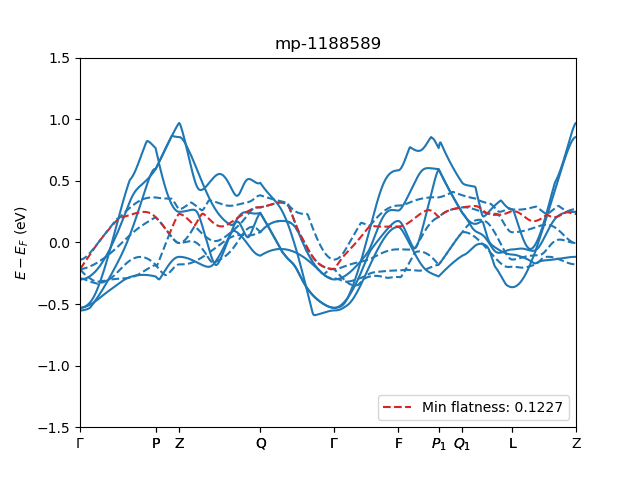 mp-1188589
E − E_F (eV)
1.5
1.0
0.5
0.0
−0.5
−1.0
−1.5
Min flatness: 0.1227
Γ P Z Q Γ F P₁ Q₁ L Z